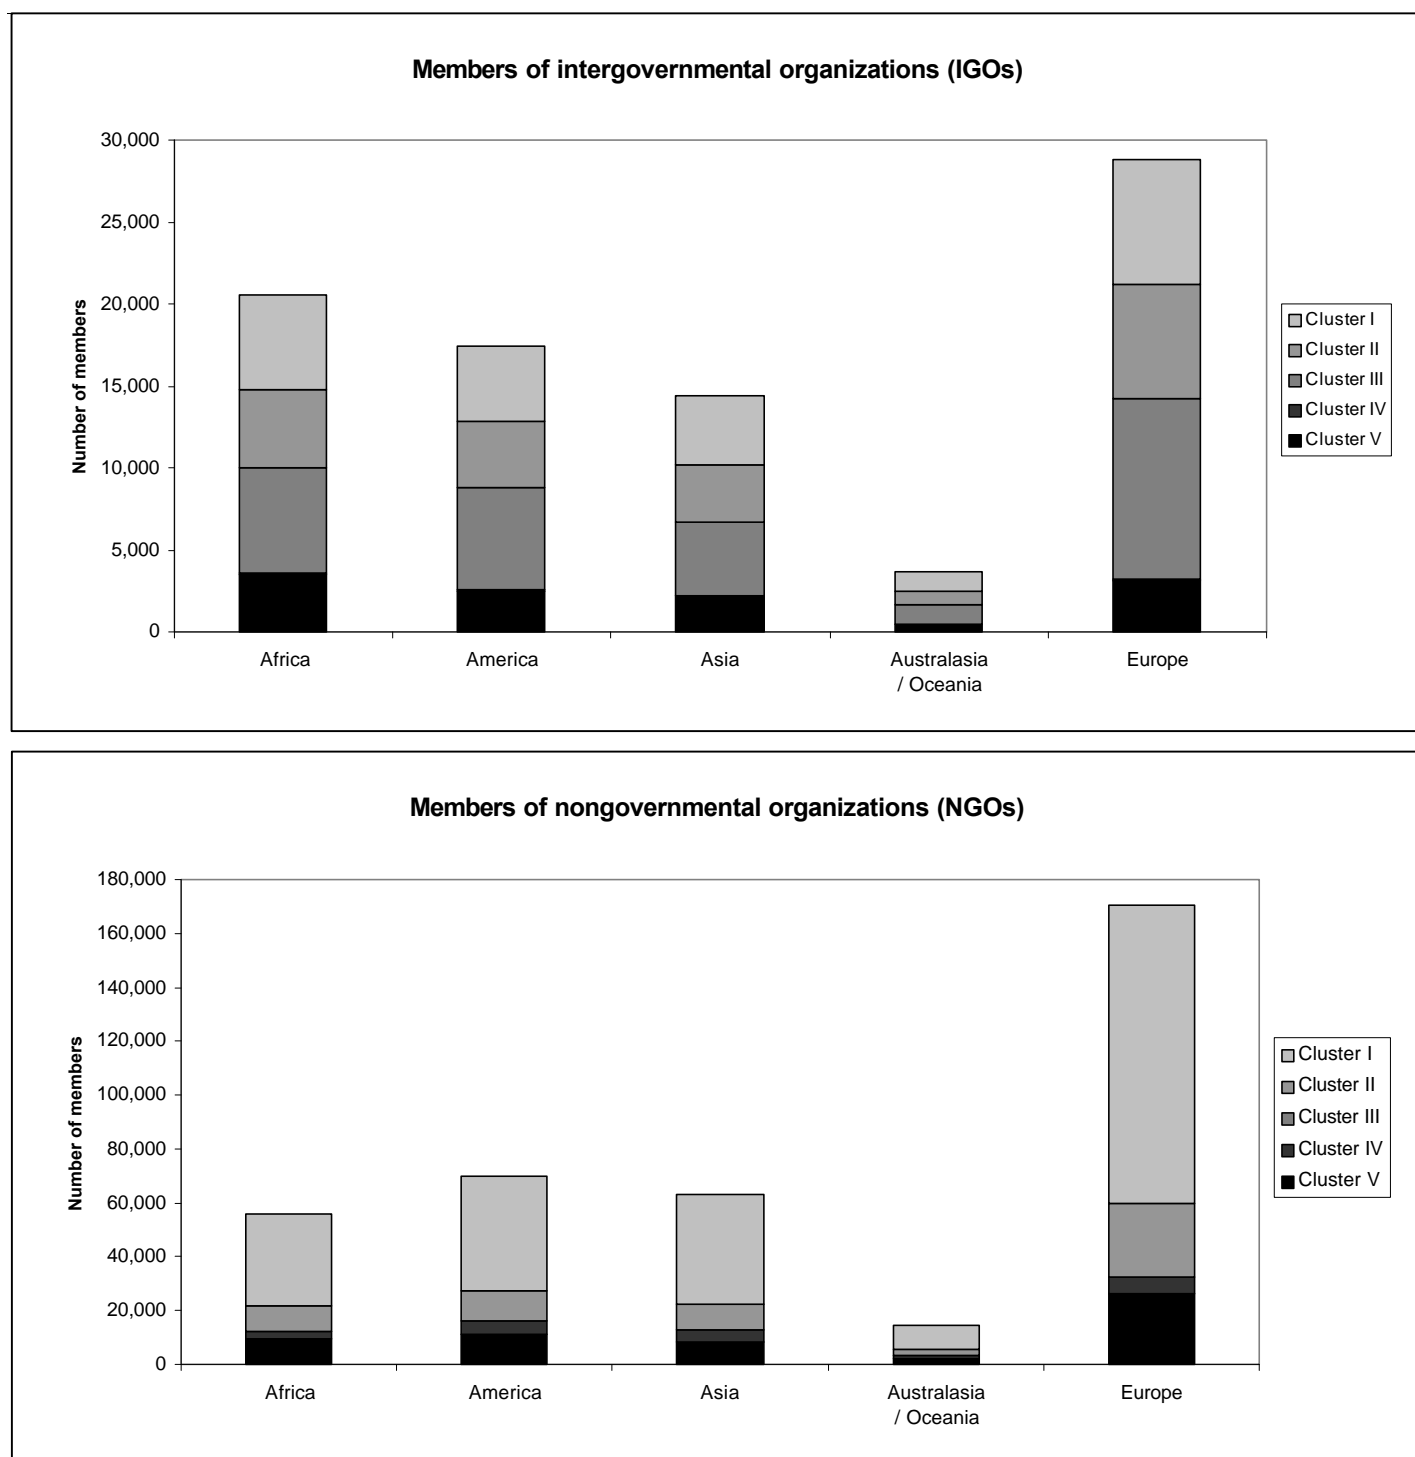 Members of intergovernmental organizations (IGOs)
30,000
25,000
20,000
15,000
10,000
5,000
0
Number of members
Africa
America
Asia
Australasia
/ Oceania
Europe
Cluster I
Cluster II
Cluster III
Cluster IV
Cluster V
Members of nongovernmental organizations (NGOs)
180,000
160,000
140,000
120,000
100,000
80,000
60,000
40,000
20,000
0
Number of members
Africa
America
Asia
Australasia
/ Oceania
Europe
Cluster I
Cluster II
Cluster III
Cluster IV
Cluster V